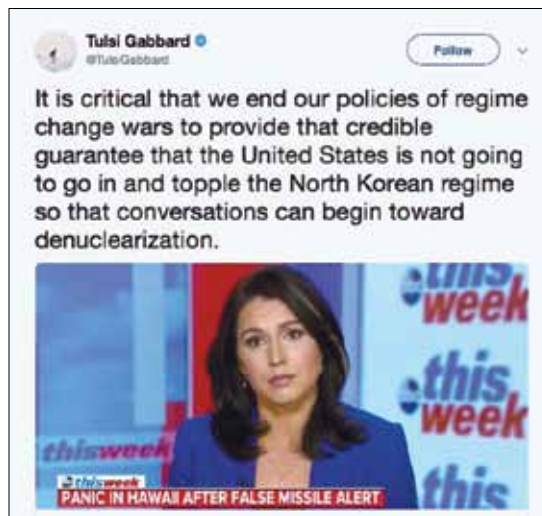 Tulsi Gabbard
@TulsiGabbard
Follow
It is critical that we end our policies of regime
change wars to provide that credible
guarantee that the United States is not going
to go in and topple the North Korean regime
so that conversations can begin toward
denuclearization.
this
week
this
week
thisweek
this
thisweek
PANIC IN HAWAII AFTER FALSE MISSILE ALERT